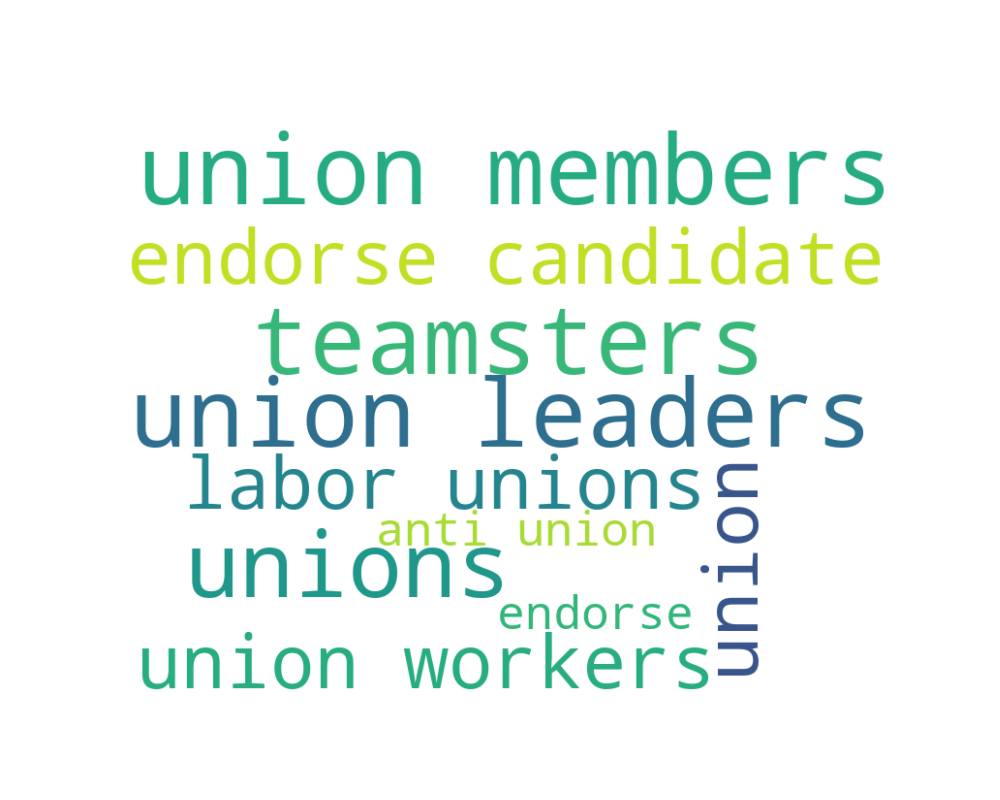 union members
endorse candidate
teamsters
union leaders
labor unions
union
anti union
unions
endorse
union workers